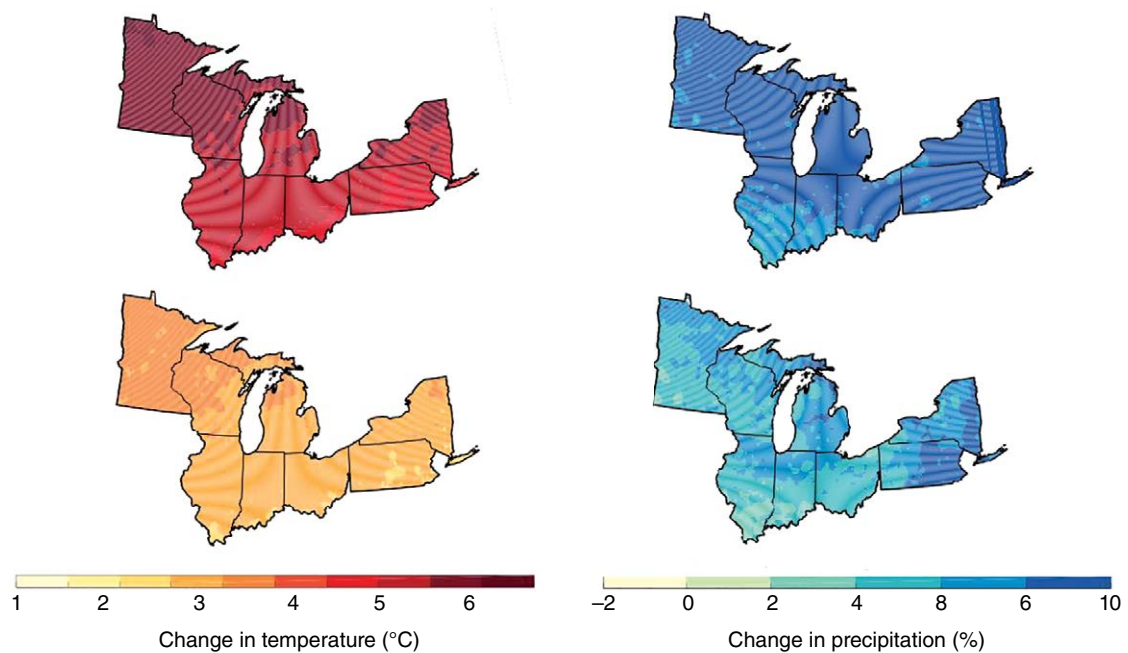 1 2 3 4 5 6
Change in temperature (°C)
–2 0 2 4 8 6 10
Change in precipitation (%)